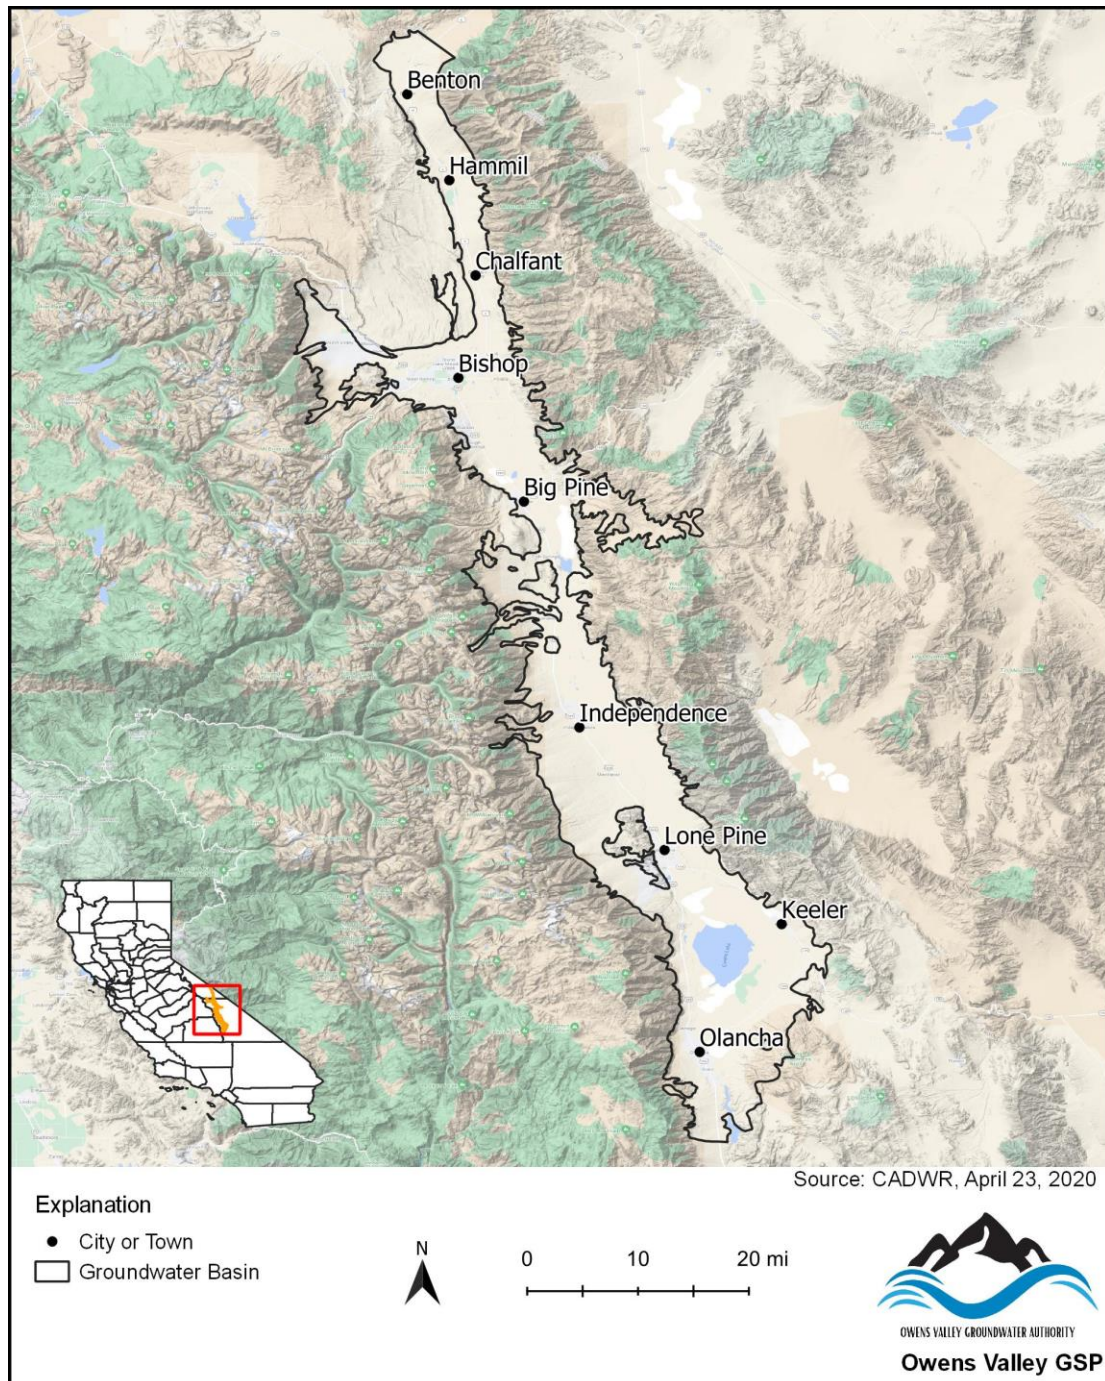 Benton
Hammil
Chalfant
Bishop
Big Pine
Independence
Lone Pine
Keeler
Olancha
Source: CADWR, April 23, 2020
Explanation
City or Town
Groundwater Basin
N
0 10 20 mi
OWENS VALLEY GROUNDWATER AUTHORITY
Owens Valley GSP